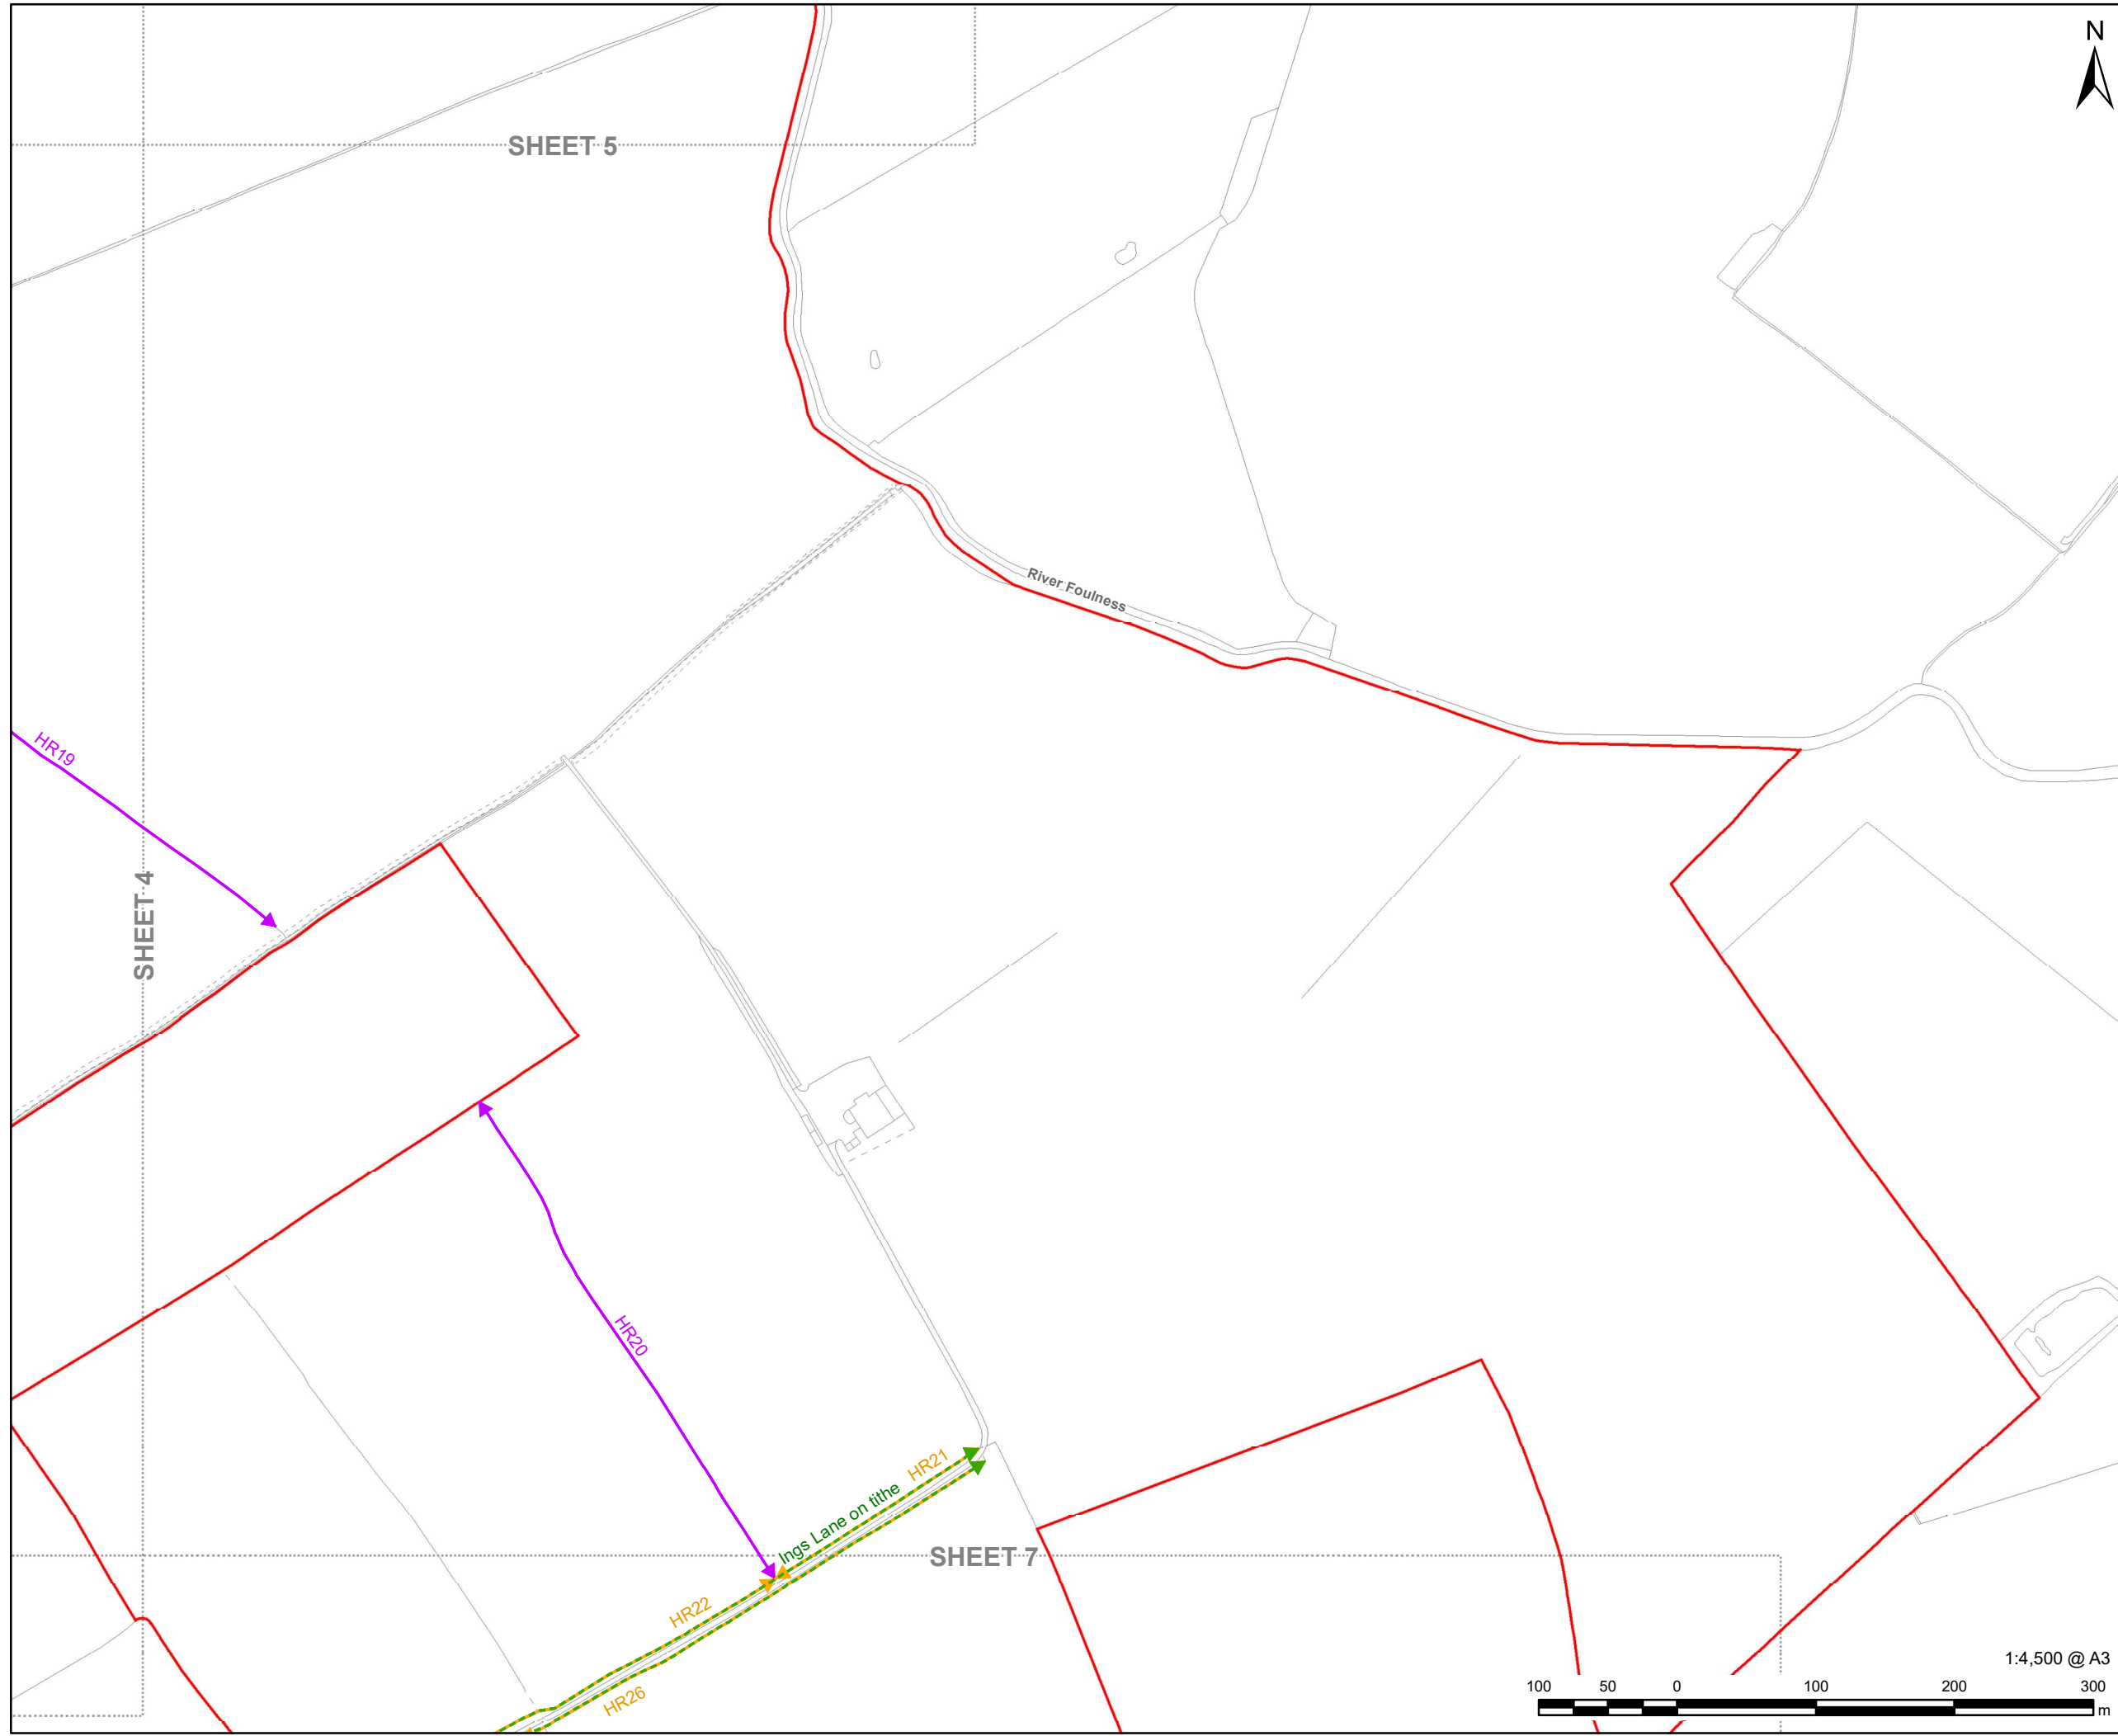 N
SHEET 5
River Foulness
HR19
SHEET 4
HR20
HR21
Ings Lane on tithe
SHEET 7
HR22
HR26
1:4,500 @ A3
100 50 0 100 200 300
m